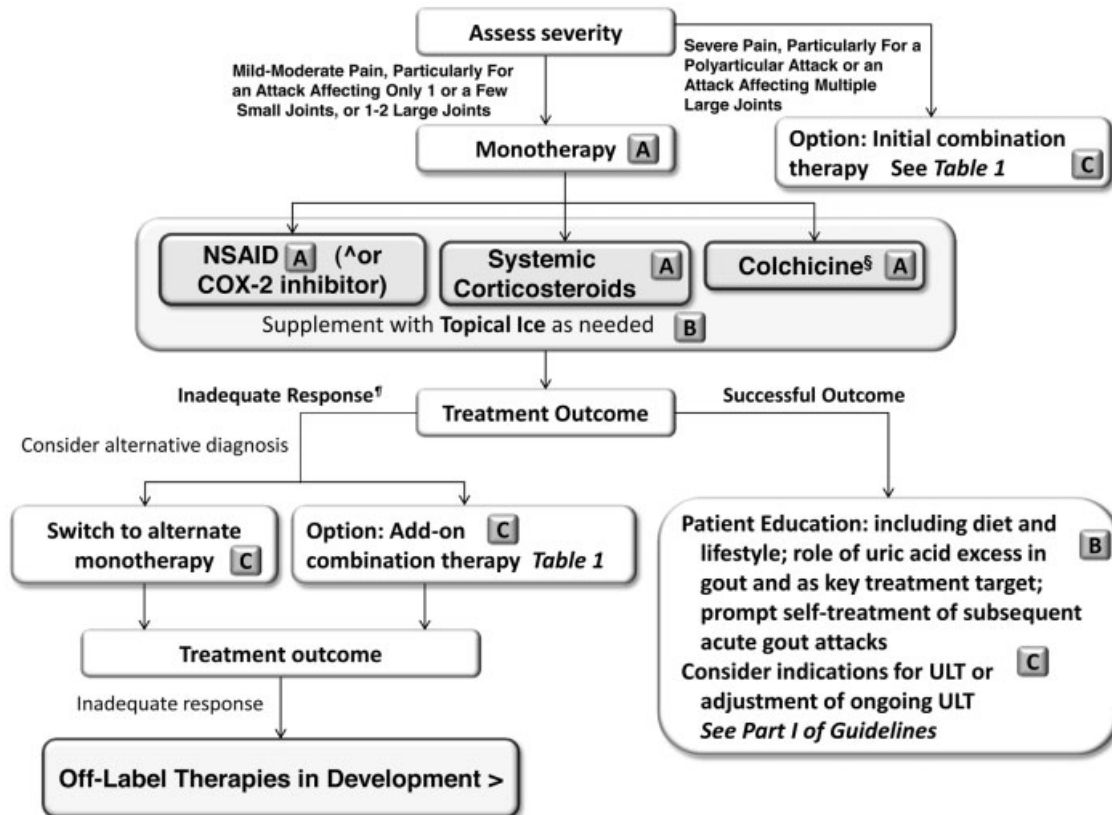 Assess severity
Mild-Moderate Pain, Particularly For
an Attack Affecting Only 1 or a Few
Small Joints, or 1-2 Large Joints
Severe Pain, Particularly For a
Polyarticular Attack or an
Attack Affecting Multiple
Large Joints
Monotherapy A
Option: Initial combination
therapy See Table 1 C
NSAID A (^or
COX-2 inhibitor)
Systemic
Corticosteroids A
Colchicine§ A
Supplement with Topical Ice as needed B
Inadequate Response¶
Treatment Outcome
Successful Outcome
Consider alternative diagnosis
Switch to alternate
monotherapy C
Option: Add-on C
combination therapy Table 1
Patient Education: including diet and
lifestyle; role of uric acid excess in B
gout and as key treatment target;
prompt self-treatment of subsequent
acute gout attacks
Consider indications for ULT or C
adjustment of ongoing ULT
See Part I of Guidelines
Treatment outcome
Inadequate response
Off-Label Therapies in Development >